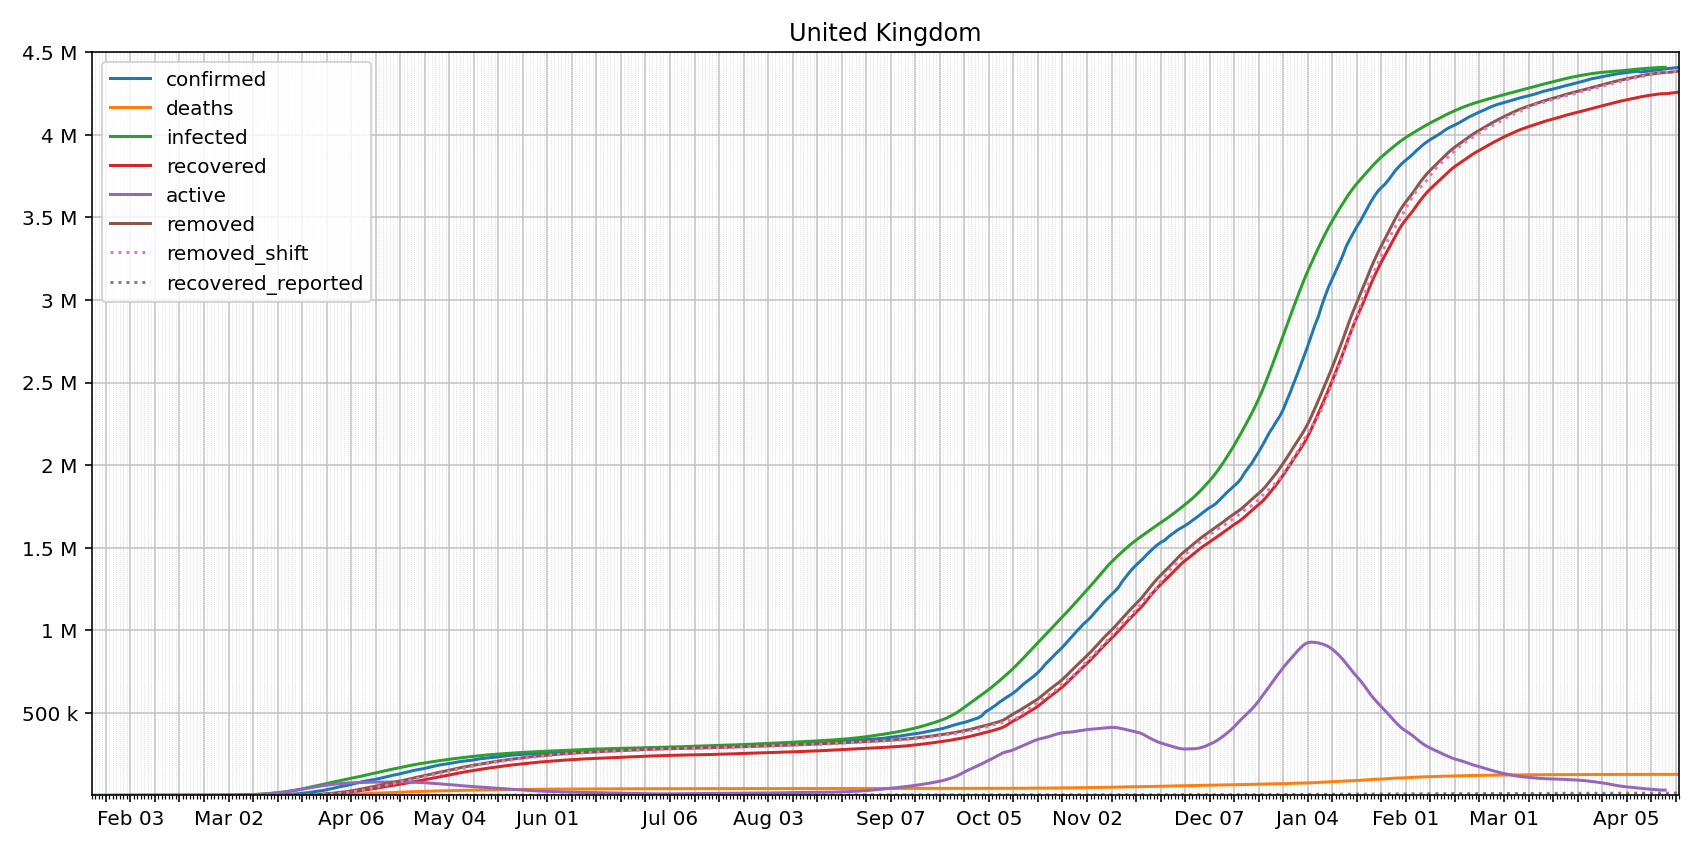 United Kingdom
4.5 M
4 M
3.5 M
3 M
2.5 M
2 M
1.5 M
1 M
500 k
confirmed
deaths
infected
recovered
active
removed
removed_shift
recovered_reported
Feb 03 Mar 02 Apr 06 May 04 Jun 01 Jul 06 Aug 03 Sep 07 Oct 05 Nov 02 Dec 07 Jan 04 Feb 01 Mar 01 Apr 05